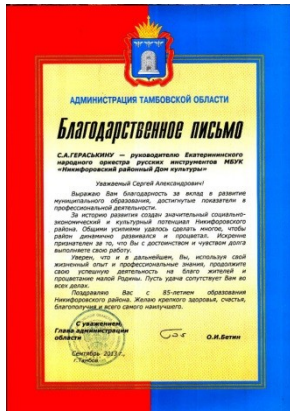 АДМИНИСТРАЦИЯ ТАМБОВСКОЙ ОБЛАСТИ
Благодарственное письмо
С.А.ГЕРАСЬКИНУ — руководителю Екатерининского
народного оркестра русских инструментов МБУК
«Никифоровский районный Дом культуры»
Уважаемый Сергей Александрович!
Выражаю Вам благодарность за вклад в развитие
муниципального образования, достигнутые показатели в
профессиональной деятельности.
За историю развития создан значительный социально-
экономический и культурный потенциал Никифоровского
района. Общими усилиями удалось сделать многое, чтобы
район динамично развивался и процветал. Искренне
признателен за то, что Вы с достоинством и чувством долга
выполняете свою работу.
Уверен, что и в дальнейшем, Вы, используя свой
жизненный опыт и профессиональные знания, продолжите
свою успешную деятельность на благо жителей и
процветание малой Родины. Пусть удача сопутствует Вам во
всех делах.
Поздравляю Вас с 85-летием образования
Никифоровского района. Желаю крепкого здоровья, счастья,
благополучия и всего самого наилучшего.
С уважением,
Глава администрации
области
О.И.Бетин
Сентябрь 2013 г.
г.Тамбов